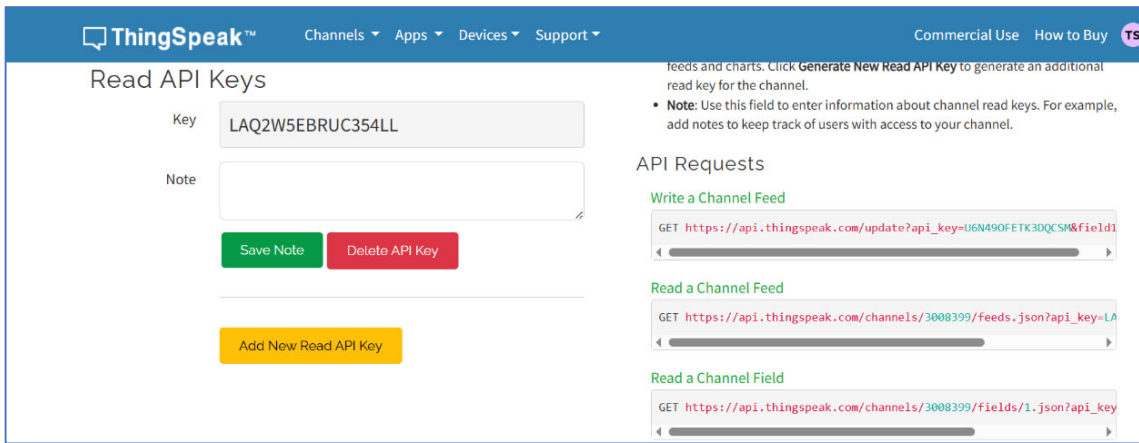 ThingSpeak™ Channels Apps Devices Support Commercial Use How to Buy TS
Read API Keys
Key
LAQ2W5EBRUC354LL
Note
Save Note Delete API Key
Add New Read API Key
feeds and charts. Click Generate New Read API Key to generate an additional
read key for the channel.
• Note: Use this field to enter information about channel read keys. For example,
add notes to keep track of users with access to your channel.
API Requests
Write a Channel Feed
GET https://api.thingspeak.com/update?api_key=U6N49OFETK3DQCSM&field1
Read a Channel Feed
GET https://api.thingspeak.com/channels/3008399/feeds.json?api_key=LA
Read a Channel Field
GET https://api.thingspeak.com/channels/3008399/fields/1.json?api_key